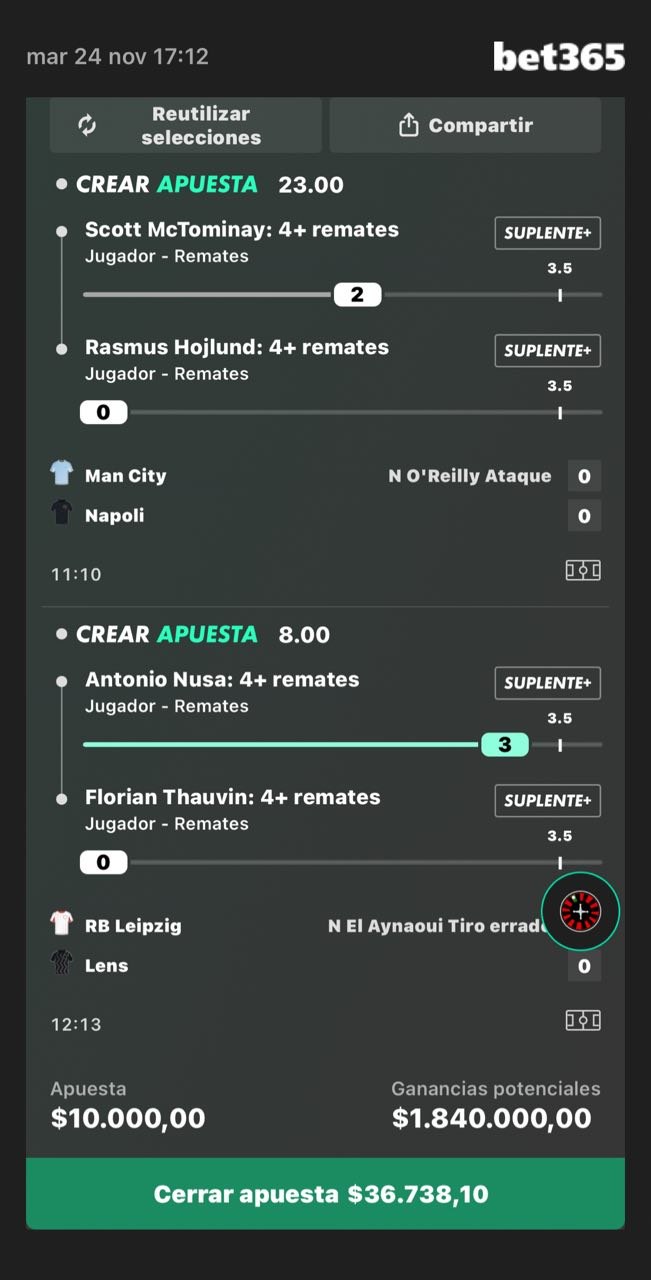 mar 24 nov 17:12
bet365
Reutilizar
selecciones
Compartir
CREAR APUESTA 23.00
Scott McTominay: 4+ remates
SUPLENTE+
Jugador - Remates
3.5
2
Rasmus Hojlund: 4+ remates
SUPLENTE+
Jugador - Remates
3.5
0
Man City
N O'Reilly Ataque
0
Napoli
0
11:10
CREAR APUESTA 8.00
Antonio Nusa: 4+ remates
SUPLENTE+
Jugador - Remates
3.5
3
Florian Thauvin: 4+ remates
SUPLENTE+
Jugador - Remates
3.5
0
RB Leipzig
N El Aynaoui Tiro
Lens
0
12:13
Apuesta
Ganancias potenciales
$10.000,00
$1.840.000,00
Cerrar apuesta $36.738,10